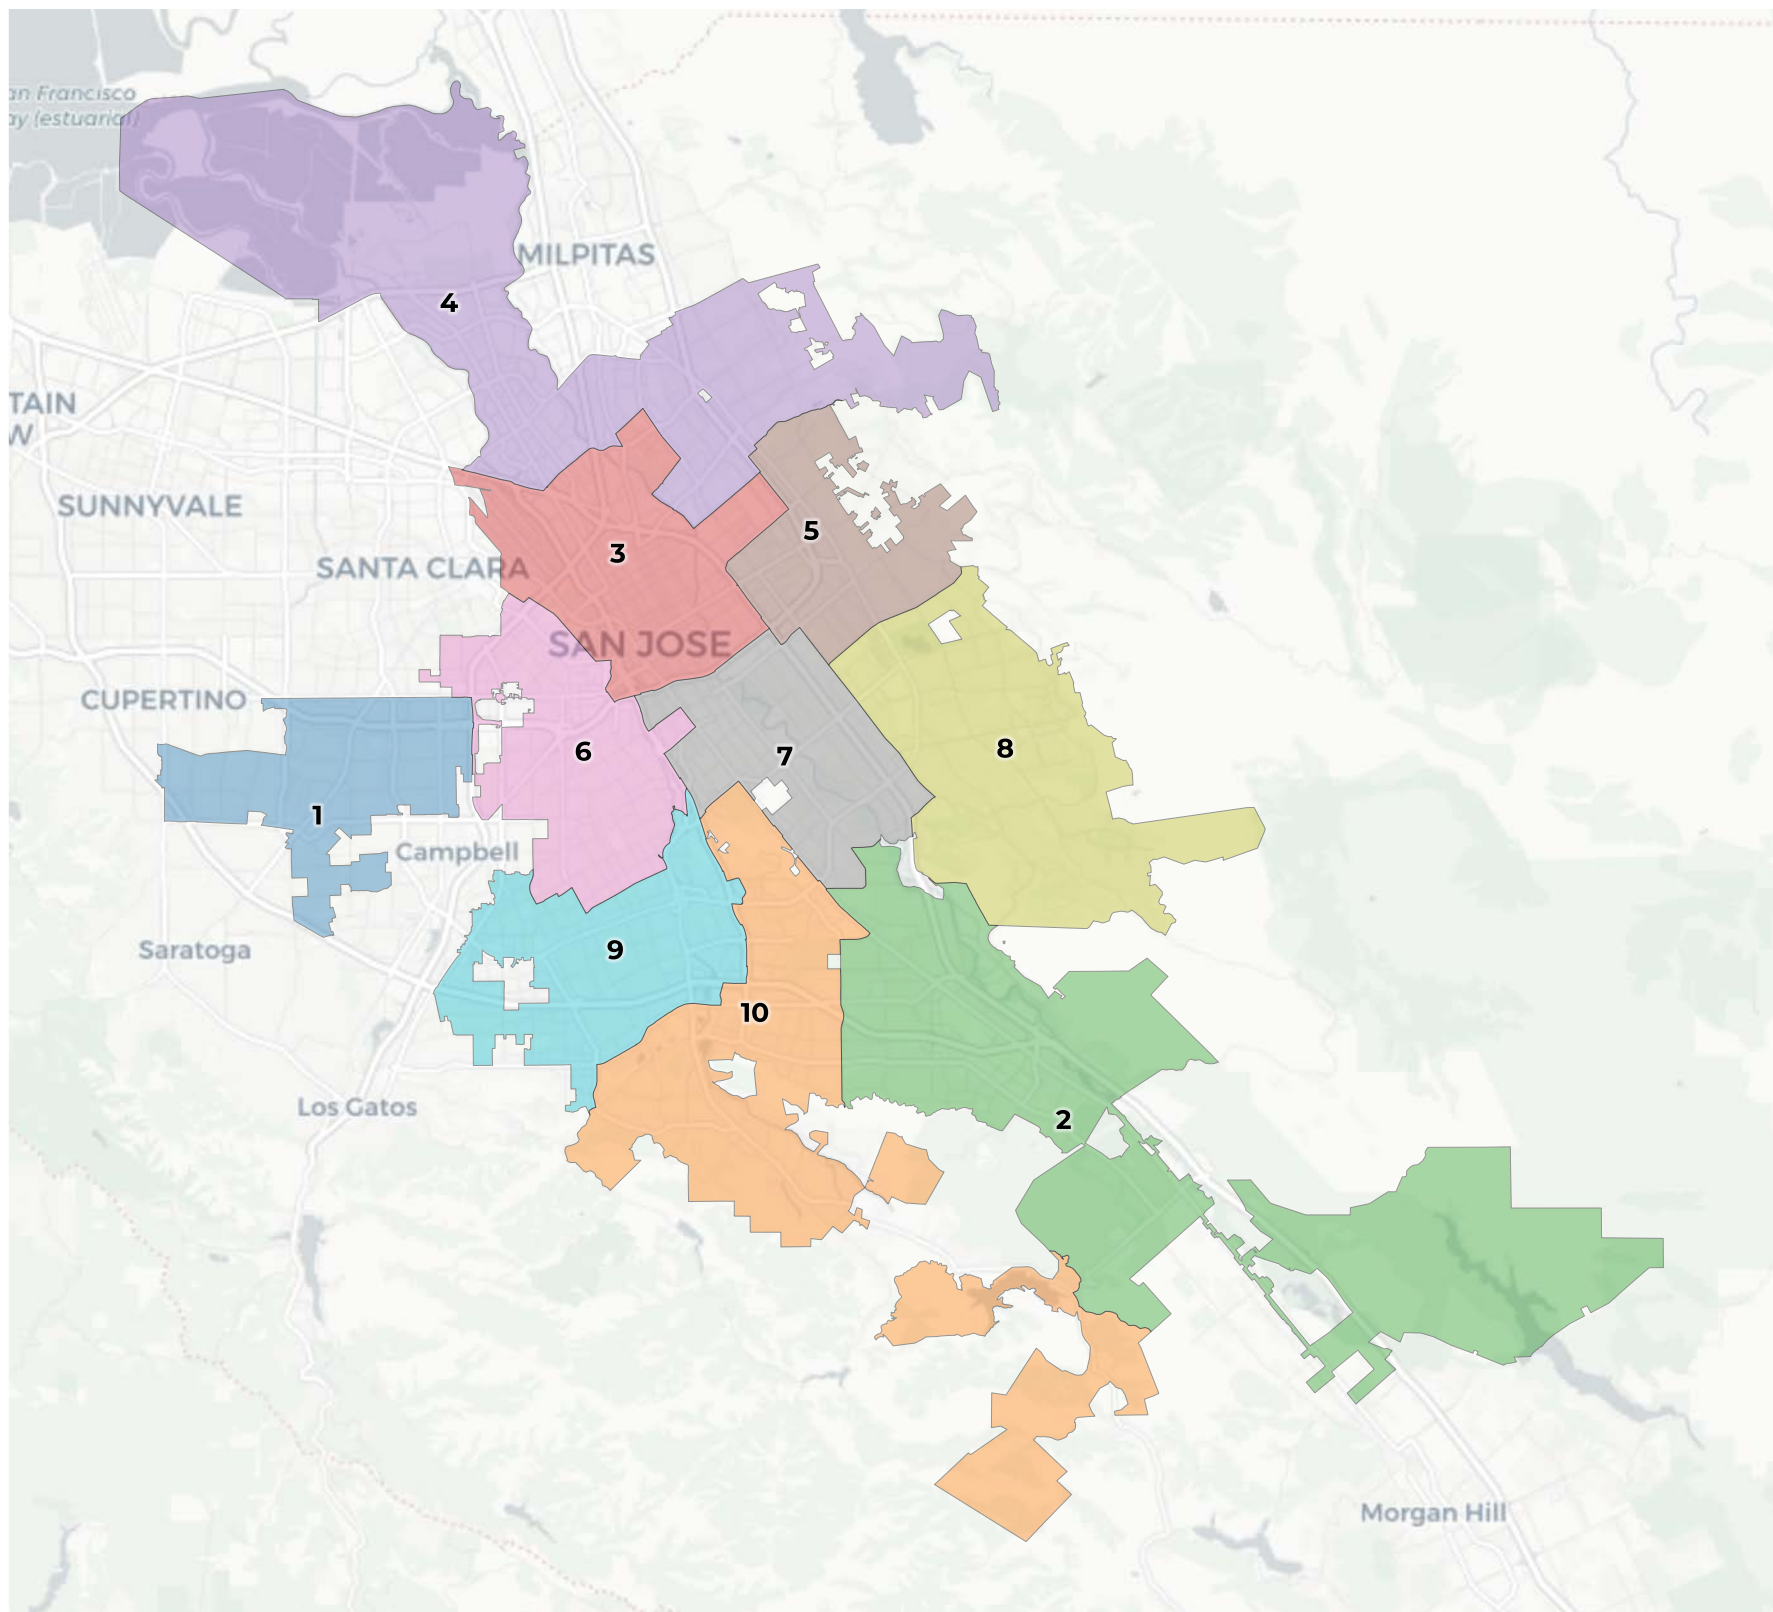 an Francisco
ay (estuarial)
MILPITAS
4
TAIN
W
SUNNYVALE
5
3
SANTA CLARA
SAN JOSE
CUPERTINO
8
6
7
1
Campbell
9
Saratoga
10
Los Gatos
2
Morgan Hill